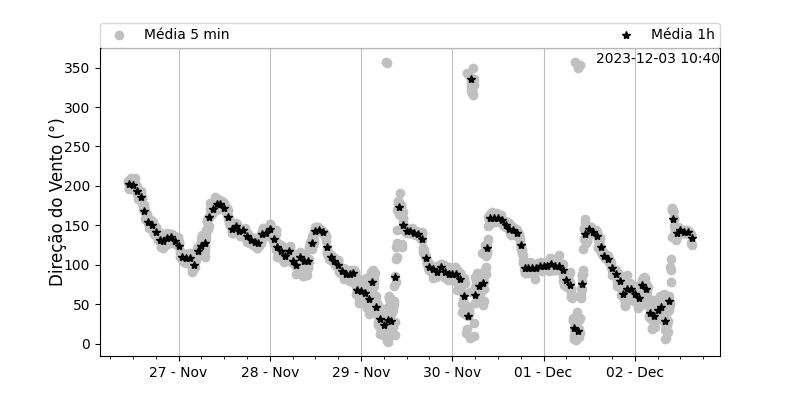 Média 5 min
Média 1h
2023-12-03 10:40
Direção do Vento (°)
350
300
250
200
150
100
50
0
27 - Nov
28 - Nov
29 - Nov
30 - Nov
01 - Dec
02 - Dec